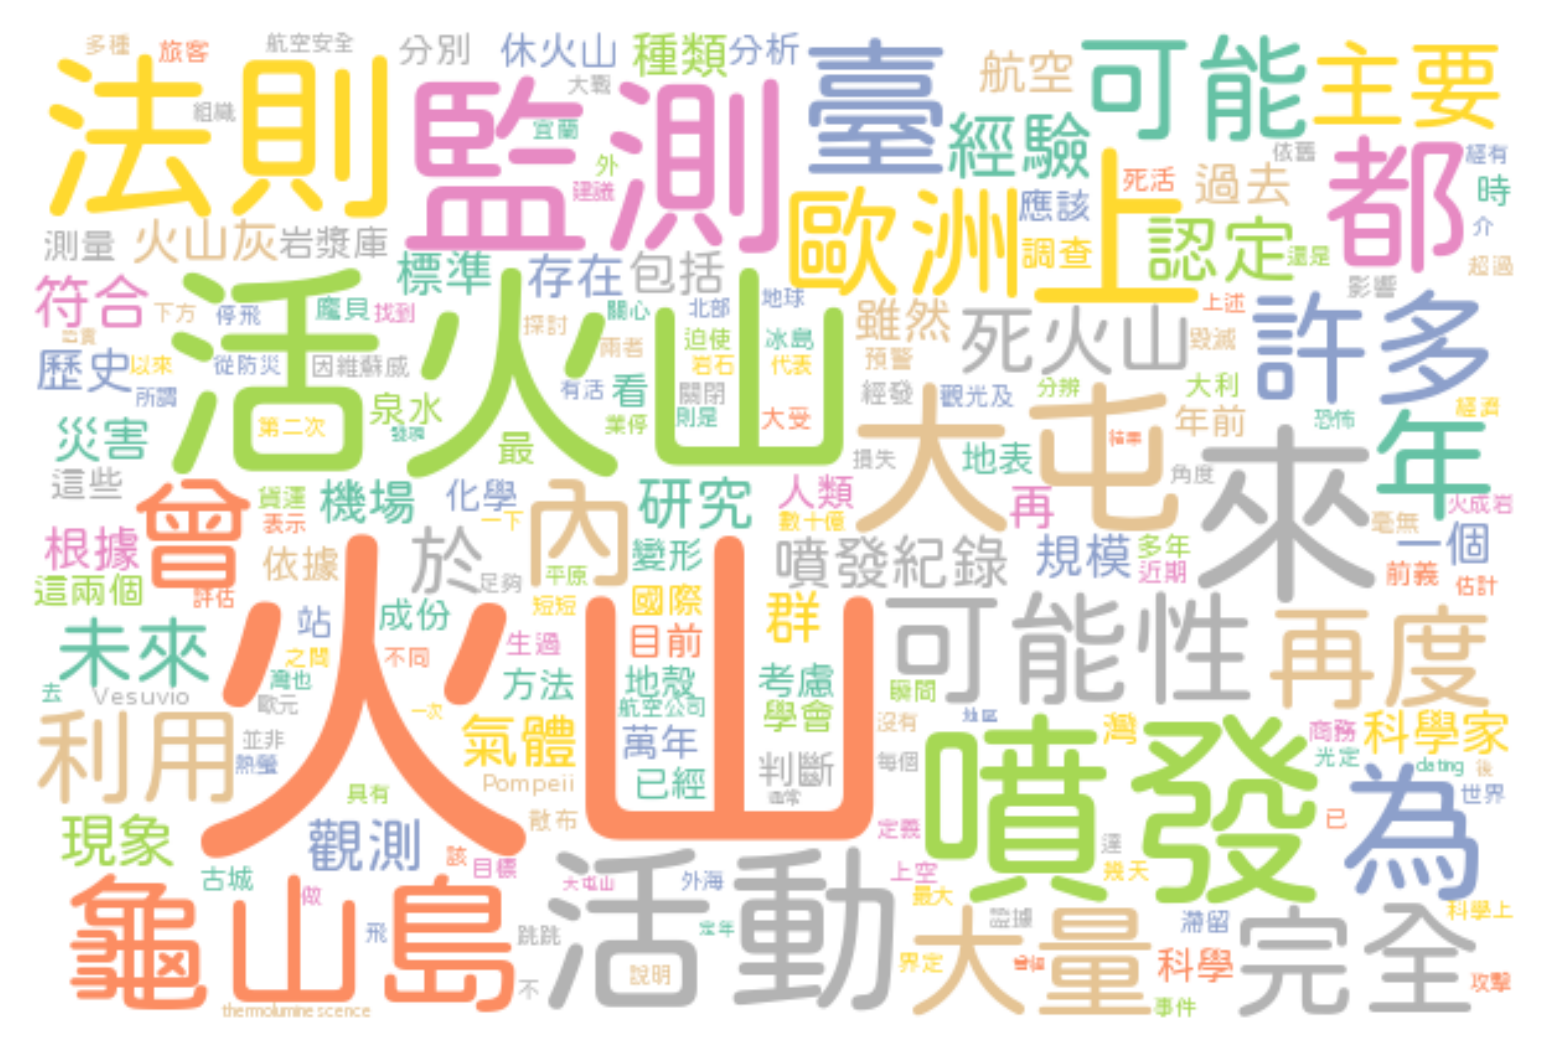 多種
旅客
航空安全
分別
休火山
種類
分析
臺
航空
可能
主要
法則
組織
監測
大戰
宜蘭
外
建議
經驗
依舊
都
經有
時
介
超過
死活
過去
歐洲
上
應該
調查
認定
還是
影響
測量
火山灰
岩漿庫
標準
存在
包括
符合
下方
停飛
龐貝
找到
活火山
探討
關心
北部
地球
雖然
死火山
上述
毀滅
許多
歷史
以來
所謂
從防災
因維蘇威
兩者
迫使
岩石
冰島
代表
預警
經發
觀光及
分辨
大利
年前
恐怖
經濟
年
災害
第二次
泉水
發現
最
有活
看
業停
關閉
則是
大受
大屯
結果
損失
地表
角度
來
這些
曾
貨運
表示
機場
化學
一下
內
平原
研究
人類
數十億
再
火成岩
毫無
一個
根據
依據
於
足夠
變形
噴發紀錄
規模
多年
近期
前義
估計
這兩個
評估
火山
站
成份
短短
國際
目前
群
可能性
再度
未來
之間
不同
生過
方法
地殼
考慮
瞬間
去
Vesuvio
灣也
歐元
一次
航空公司
學會
沒有
地區
利用
並非
熱螢
氣體
Pompeii
萬年
已經
判斷
通常
每個
噴發
灣
商務
光定
科學家
dating
後
世界
為
現象
具有
觀測
散布
定義
達
幾天
已
古城
做
該
目標
大屯山
外海
上空
最大
龜山島
飛
跳跳
不
活動
定年
說明
大量
證據
界定
滯留
科學
事件
完全
科學上
攻擊
thermolumine scence